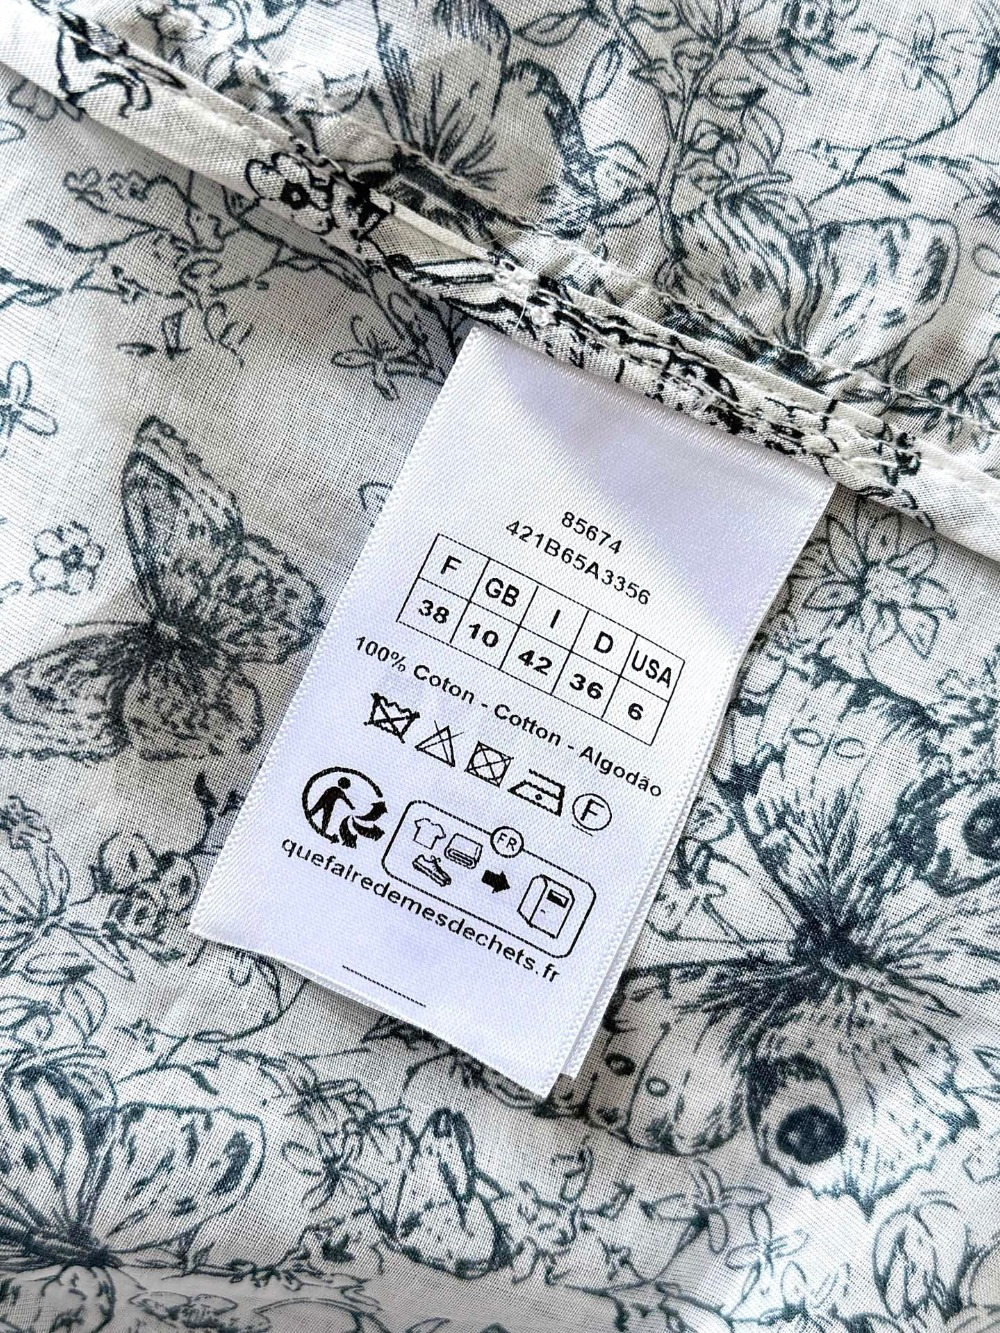 85674
421B65A3356
F GB I D USA
38 10 42 36 6
100% Coton - Cotton - Algodão
F
FR
quefairedemesdechets.fr